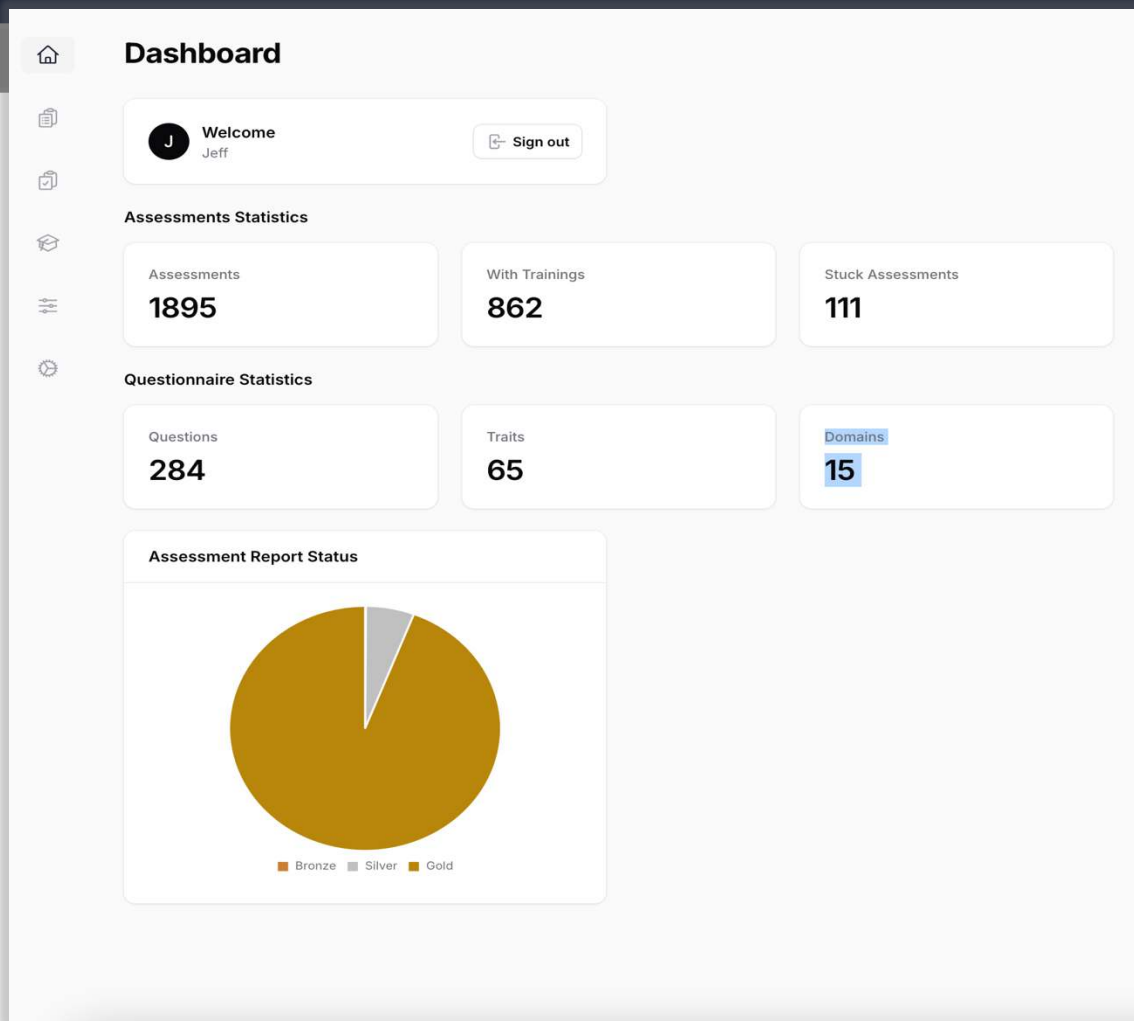 Dashboard
J
Welcome
Jeff
Sign out
Assessments Statistics
Assessments
1895
With Trainings
862
Stuck Assessments
111
Questionnaire Statistics
Questions
284
Traits
65
Domains
15
Assessment Report Status
Bronze Silver Gold